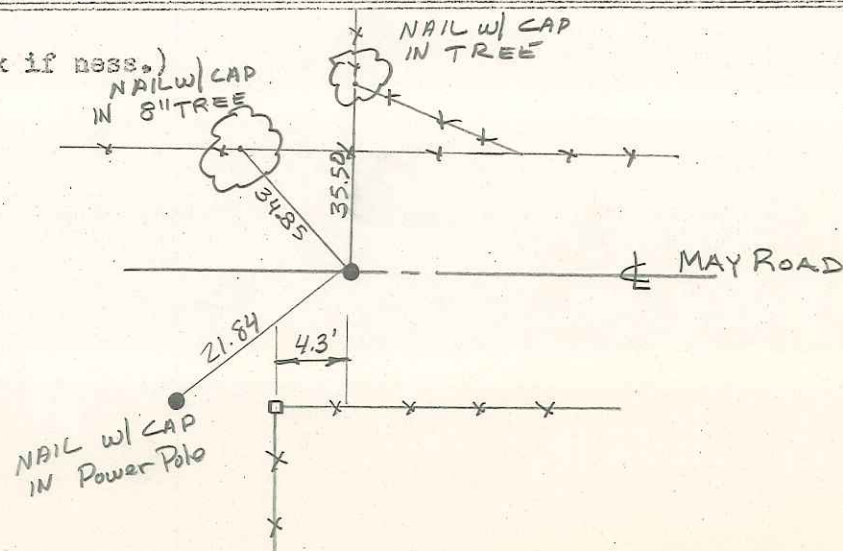 k if ness.)
NAIL W/ CAP
IN TREE
NAIL W/ CAP
IN 8" TREE
34.85
35.50
℄ MAY ROAD
21.84
4.3'
NAIL W/ CAP
IN Power Pole